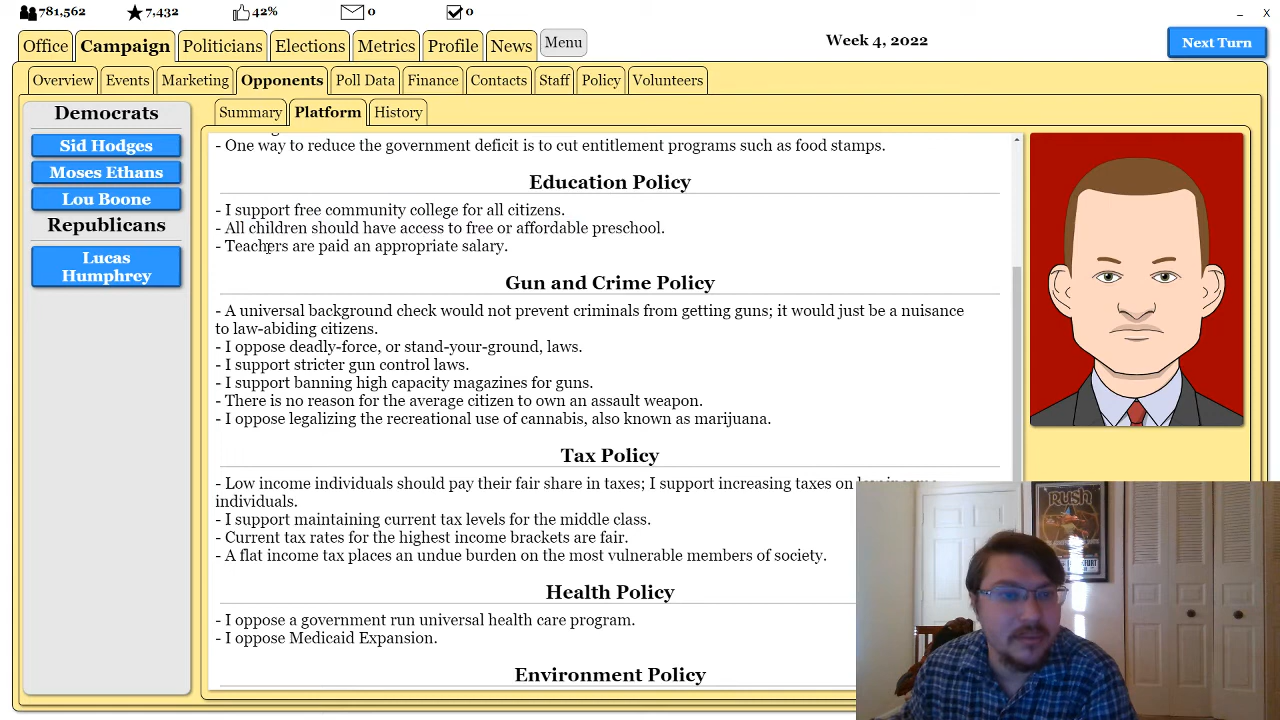 781,562 7,432 42% 0 0
_ X
Office Campaign Politicians Elections Metrics Profile News Menu
Week 4, 2022
Next Turn
Overview Events Marketing Opponents Poll Data Finance Contacts Staff Policy Volunteers
Democrats
Sid Hodges
Moses Ethans
Lou Boone
Republicans
Lucas
Humphrey
Summary Platform History
- One way to reduce the government deficit is to cut entitlement programs such as food stamps.
Education Policy
- I support free community college for all citizens.
- All children should have access to free or affordable preschool.
- Teachers are paid an appropriate salary.
Gun and Crime Policy
- A universal background check would not prevent criminals from getting guns; it would just be a nuisance
to law-abiding citizens.
- I oppose deadly-force, or stand-your-ground, laws.
- I support stricter gun control laws.
- I support banning high capacity magazines for guns.
- There is no reason for the average citizen to own an assault weapon.
- I oppose legalizing the recreational use of cannabis, also known as marijuana.
Tax Policy
- Low income individuals should pay their fair share in taxes; I support increasing taxes on low income
individuals.
- I support maintaining current tax levels for the middle class.
- Current tax rates for the highest income brackets are fair.
- A flat income tax places an undue burden on the most vulnerable members of society.
Health Policy
- I oppose a government run universal health care program.
- I oppose Medicaid Expansion.
Environment Policy
RUSH